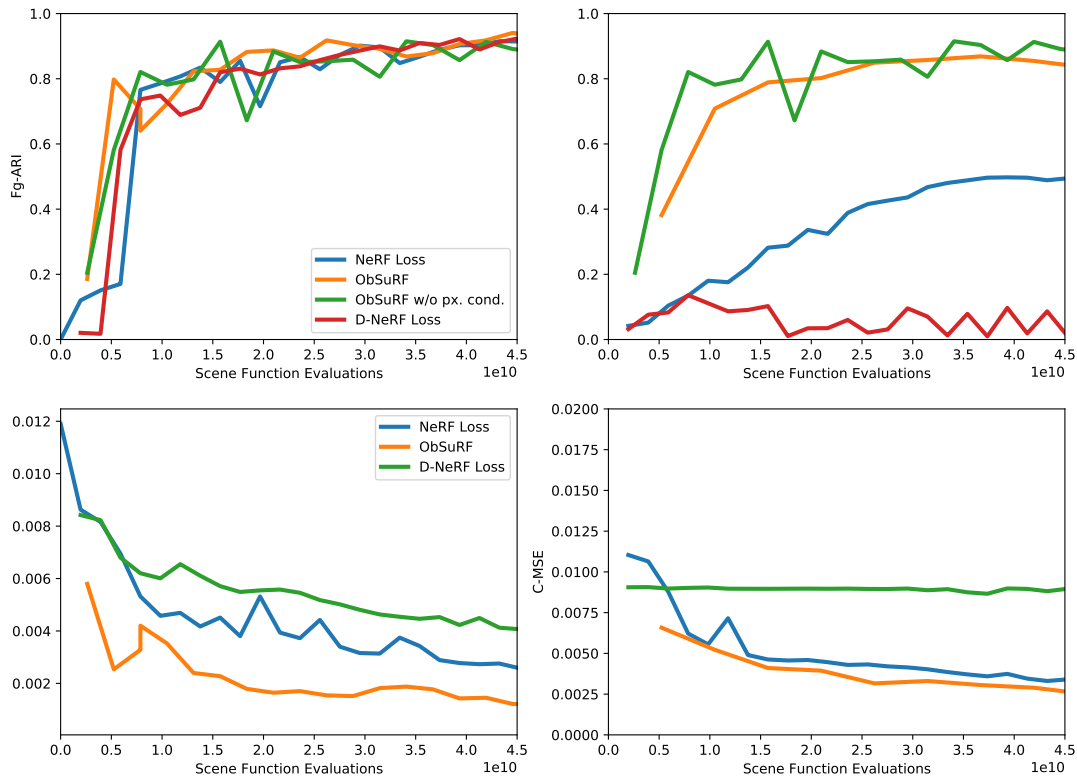 1.0
0.8
0.6
0.4
0.2
0.0
Fg-ARI
NeRF Loss
ObSuRF
ObSuRF w/o px. cond.
D-NeRF Loss
0.0 0.5 1.0 1.5 2.0 2.5 3.0 3.5 4.0 4.5
Scene Function Evaluations
1e10
1.0
0.8
0.6
0.4
0.2
0.0
0.0 0.5 1.0 1.5 2.0 2.5 3.0 3.5 4.0 4.5
Scene Function Evaluations
1e10
0.012
0.010
0.008
0.006
0.004
0.002
NeRF Loss
ObSuRF
D-NeRF Loss
0.0 0.5 1.0 1.5 2.0 2.5 3.0 3.5 4.0 4.5
Scene Function Evaluations
1e10
0.0200
0.0175
0.0150
0.0125
0.0100
0.0075
0.0050
0.0025
0.0000
C-MSE
0.0 0.5 1.0 1.5 2.0 2.5 3.0 3.5 4.0 4.5
Scene Function Evaluations
1e10